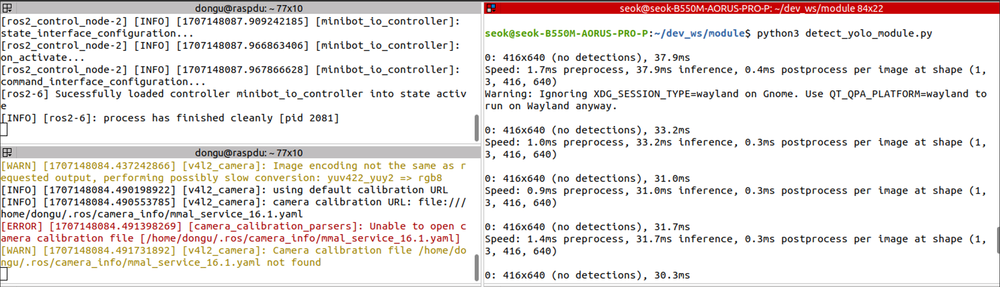 dongu@raspdu: ~ 77x10
[ros2_control_node-2] [INFO] [1707148087.909242185] [minibot_io_controller]:
state_interface_configuration...
[ros2_control_node-2] [INFO] [1707148087.966863406] [minibot_io_controller]:
on_activate...
[ros2_control_node-2] [INFO] [1707148087.967866628] [minibot_io_controller]:
command_interface_configuration...
[ros2-6] Sucessfully loaded controller minibot_io_controller into state activ
e
[INFO] [ros2-6]: process has finished cleanly [pid 2081]
dongu@raspdu: ~ 77x10
[WARN] [1707148084.437242866] [v4l2_camera]: Image encoding not the same as r
equested output, performing possibly slow conversion: yuv422_yuy2 => rgb8
[INFO] [1707148084.490198922] [v4l2_camera]: using default calibration URL
[INFO] [1707148084.490553785] [v4l2_camera]: camera calibration URL: file:///
home/dongu/.ros/camera_info/mmal_service_16.1.yaml
[ERROR] [1707148084.491398269] [camera_calibration_parsers]: Unable to open c
amera calibration file [/home/dongu/.ros/camera_info/mmal_service_16.1.yaml]
[WARN] [1707148084.491731892] [v4l2_camera]: Camera calibration file /home/do
ngu/.ros/camera_info/mmal_service_16.1.yaml not found
seok@seok-B550M-AORUS-PRO-P: ~/dev_ws/module 84x22
seok@seok-B550M-AORUS-PRO-P:~/dev_ws/module$ python3 detect_yolo_module.py
0: 416x640 (no detections), 37.9ms
Speed: 1.7ms preprocess, 37.9ms inference, 0.4ms postprocess per image at shape (1,
3, 416, 640)
Warning: Ignoring XDG_SESSION_TYPE=wayland on Gnome. Use QT_QPA_PLATFORM=wayland to
run on Wayland anyway.
0: 416x640 (no detections), 33.2ms
Speed: 1.0ms preprocess, 33.2ms inference, 0.3ms postprocess per image at shape (1,
3, 416, 640)
0: 416x640 (no detections), 31.0ms
Speed: 0.9ms preprocess, 31.0ms inference, 0.3ms postprocess per image at shape (1,
3, 416, 640)
0: 416x640 (no detections), 31.7ms
Speed: 1.4ms preprocess, 31.7ms inference, 0.3ms postprocess per image at shape (1,
3, 416, 640)
0: 416x640 (no detections), 30.3ms